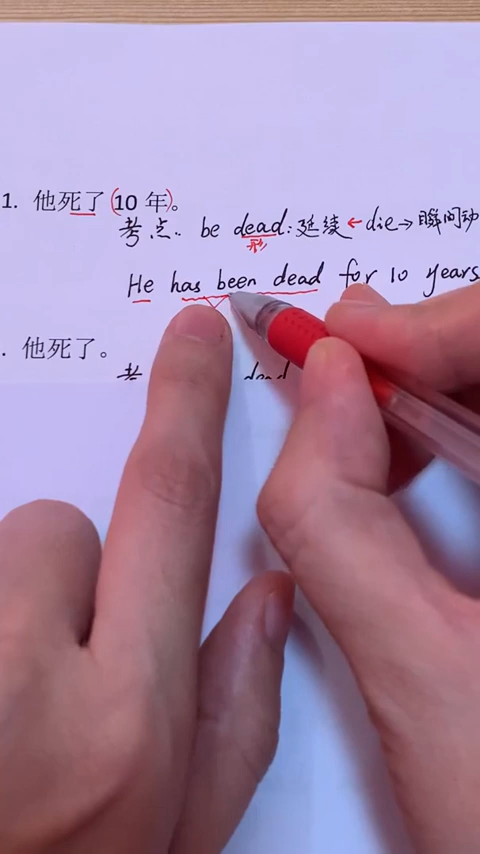 1. 他死了(10年)。
考点: be dead:延续←die→瞬间动
形
He has been dead for 10 years
. 他死了。
dead